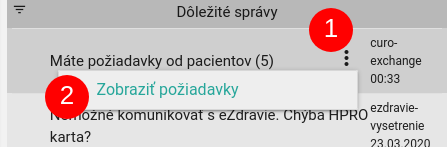 Dôležité správy
1
curo-
exchange
00:33
Máte požiadavky od pacientov (5)
2
Zobraziť požiadavky
Nemožné komunikovať s eZdravie. Chýba HPRO
karta?
ezdravie-
vysetrenie
23.03.2020